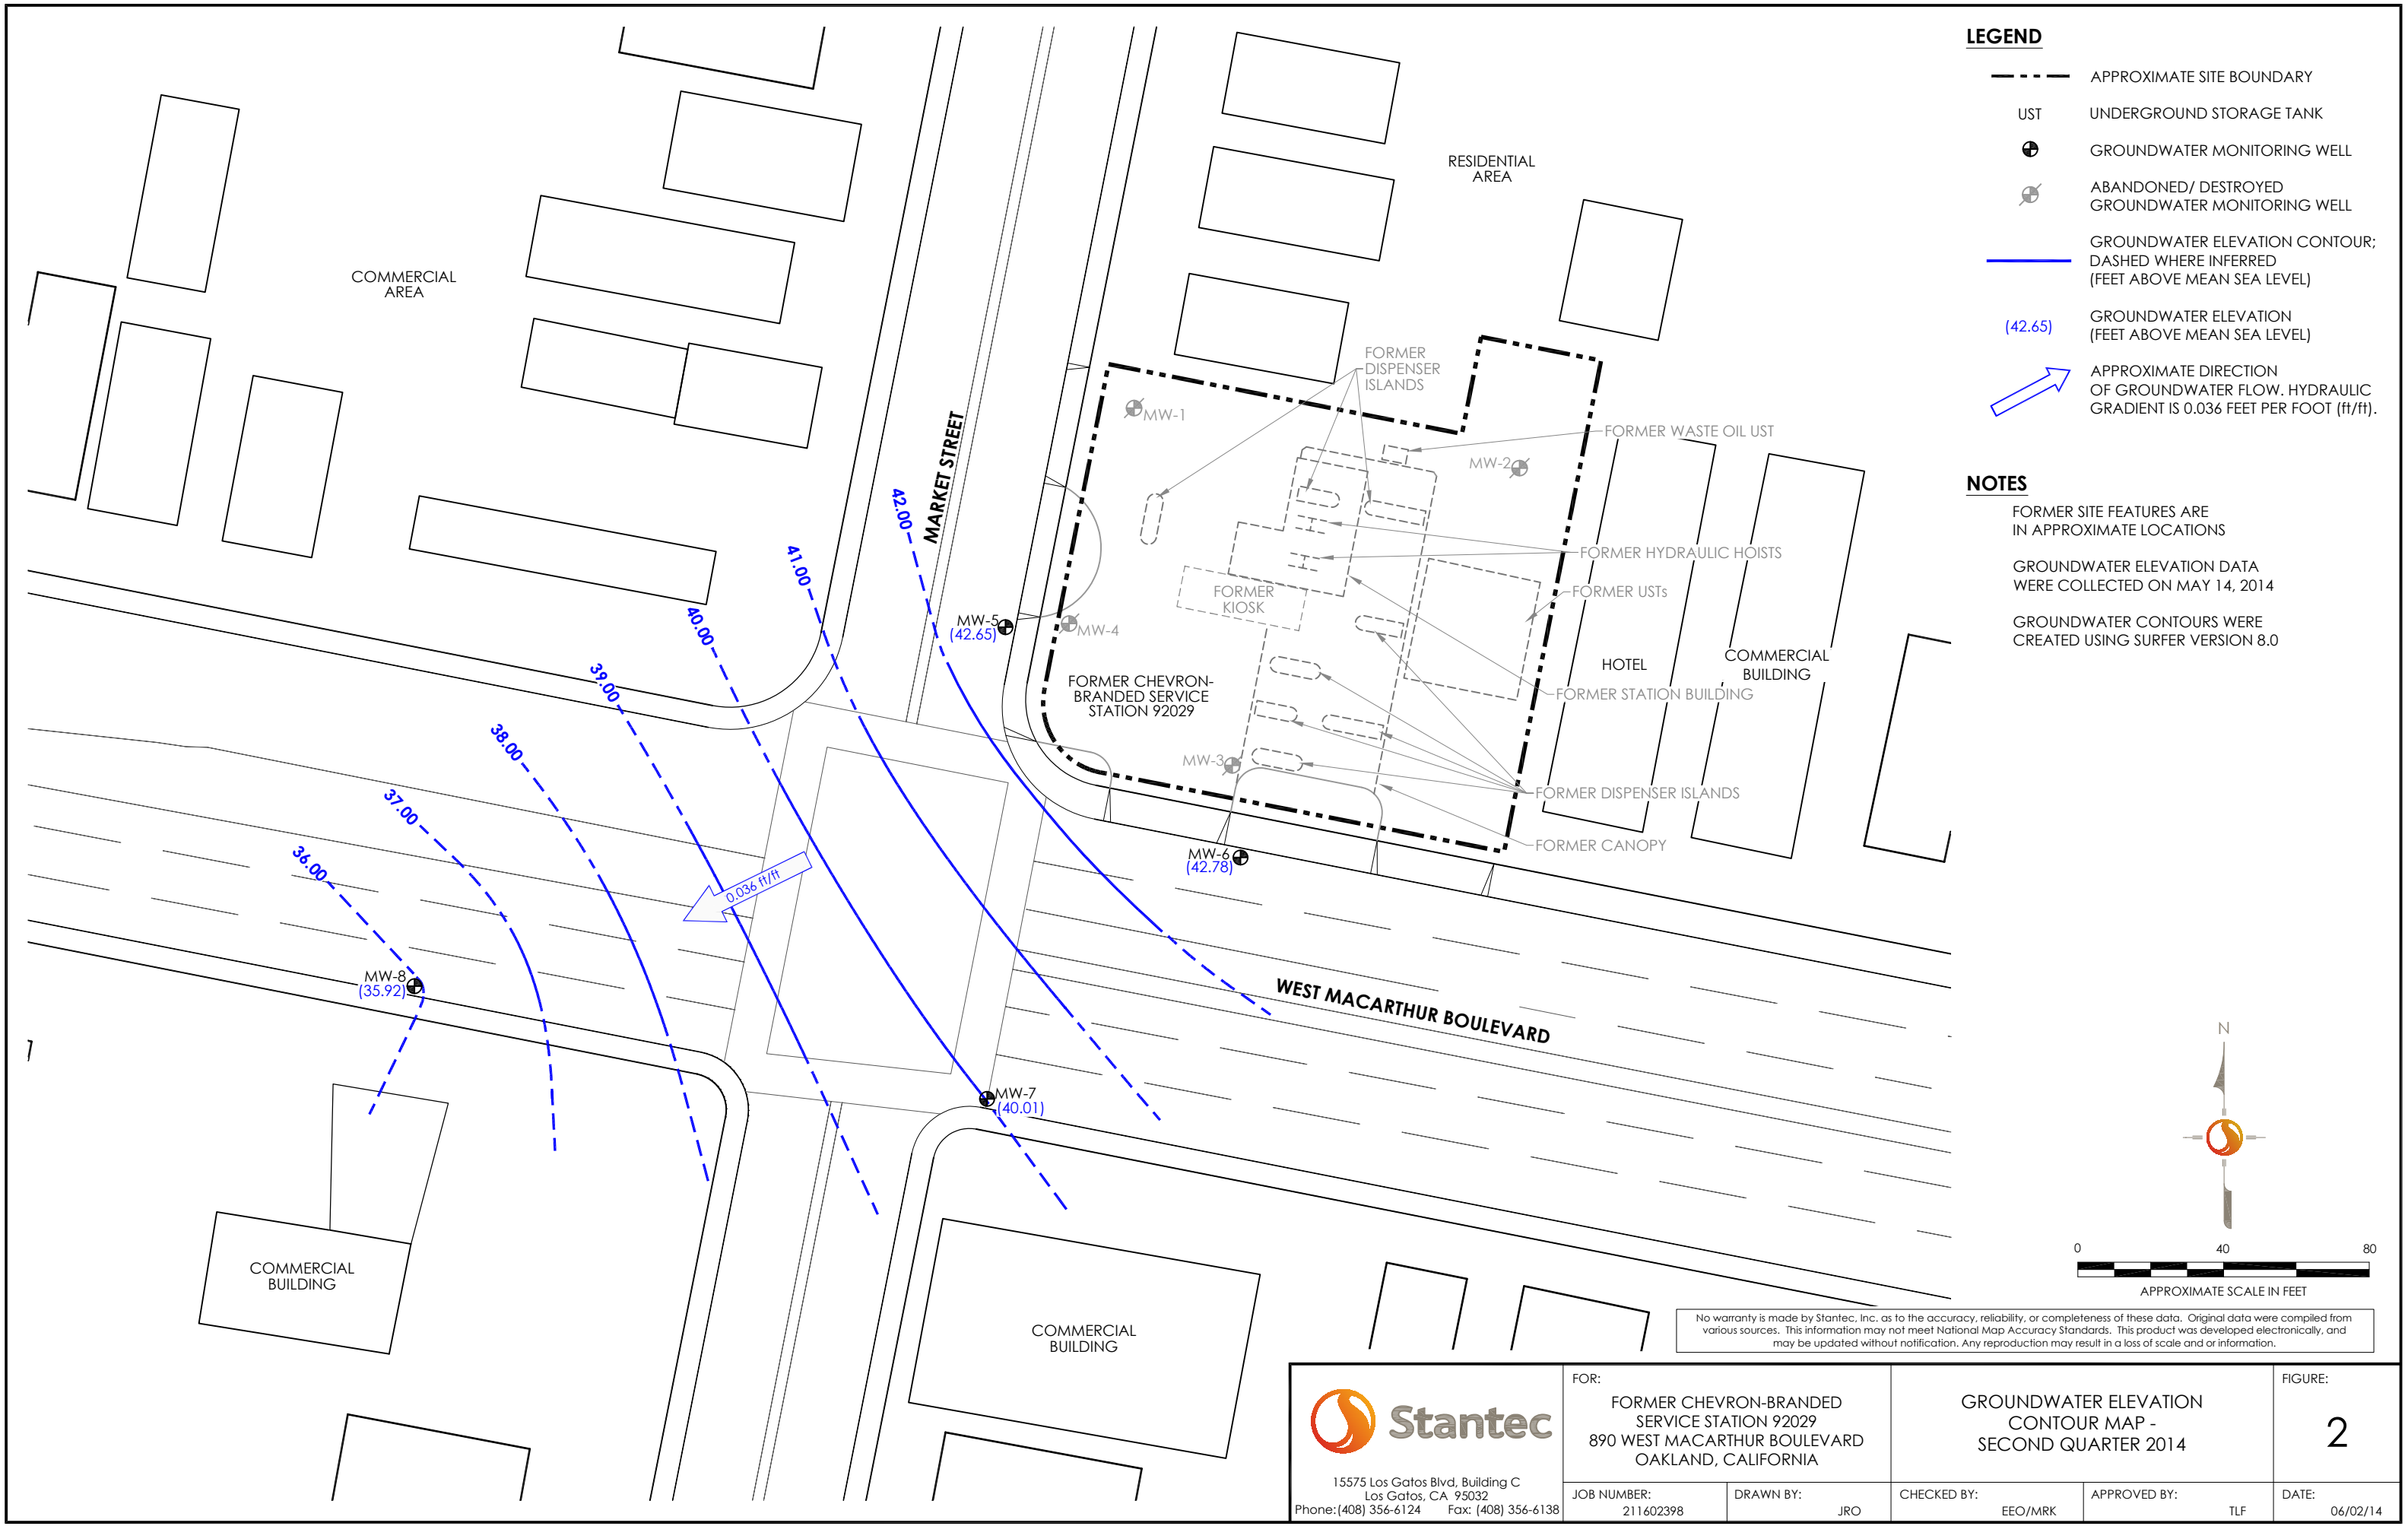 LEGEND
APPROXIMATE SITE BOUNDARY
UST UNDERGROUND STORAGE TANK
GROUNDWATER MONITORING WELL
ABANDONED/ DESTROYED
GROUNDWATER MONITORING WELL
GROUNDWATER ELEVATION CONTOUR;
DASHED WHERE INFERRED
(FEET ABOVE MEAN SEA LEVEL)
(42.65) GROUNDWATER ELEVATION
(FEET ABOVE MEAN SEA LEVEL)
APPROXIMATE DIRECTION
OF GROUNDWATER FLOW. HYDRAULIC
GRADIENT IS 0.036 FEET PER FOOT (ft/ft).
NOTES
FORMER SITE FEATURES ARE
IN APPROXIMATE LOCATIONS
GROUNDWATER ELEVATION DATA
WERE COLLECTED ON MAY 14, 2014
GROUNDWATER CONTOURS WERE
CREATED USING SURFER VERSION 8.0
RESIDENTIAL
AREA
COMMERCIAL
AREA
MARKET STREET
FORMER
DISPENSER
ISLANDS
MW-1
FORMER WASTE OIL UST
MW-2
FORMER HYDRAULIC HOISTS
FORMER USTs
FORMER
KIOSK
MW-4
MW-5
(42.65)
HOTEL
COMMERCIAL
BUILDING
FORMER CHEVRON-
BRANDED SERVICE
STATION 92029
FORMER STATION BUILDING
MW-3
FORMER DISPENSER ISLANDS
FORMER CANOPY
MW-6
(42.78)
42.00
41.00
40.00
39.00
38.00
37.00
36.00
0.036 ft/ft
MW-8
(35.92)
WEST MACARTHUR BOULEVARD
MW-7
(40.01)
COMMERCIAL
BUILDING
COMMERCIAL
BUILDING
N
0 40 80
APPROXIMATE SCALE IN FEET
No warranty is made by Stantec, Inc. as to the accuracy, reliability, or completeness of these data. Original data were compiled from
various sources. This information may not meet National Map Accuracy Standards. This product was developed electronically, and
may be updated without notification. Any reproduction may result in a loss of scale and or information.
Stantec
15575 Los Gatos Blvd, Building C
Los Gatos, CA 95032
Phone:(408) 356-6124 Fax: (408) 356-6138
FOR:
FORMER CHEVRON-BRANDED
SERVICE STATION 92029
890 WEST MACARTHUR BOULEVARD
OAKLAND, CALIFORNIA
GROUNDWATER ELEVATION
CONTOUR MAP -
SECOND QUARTER 2014
FIGURE:
2
JOB NUMBER:
211602398
DRAWN BY:
JRO
CHECKED BY:
EEO/MRK
APPROVED BY:
TLF
DATE:
06/02/14